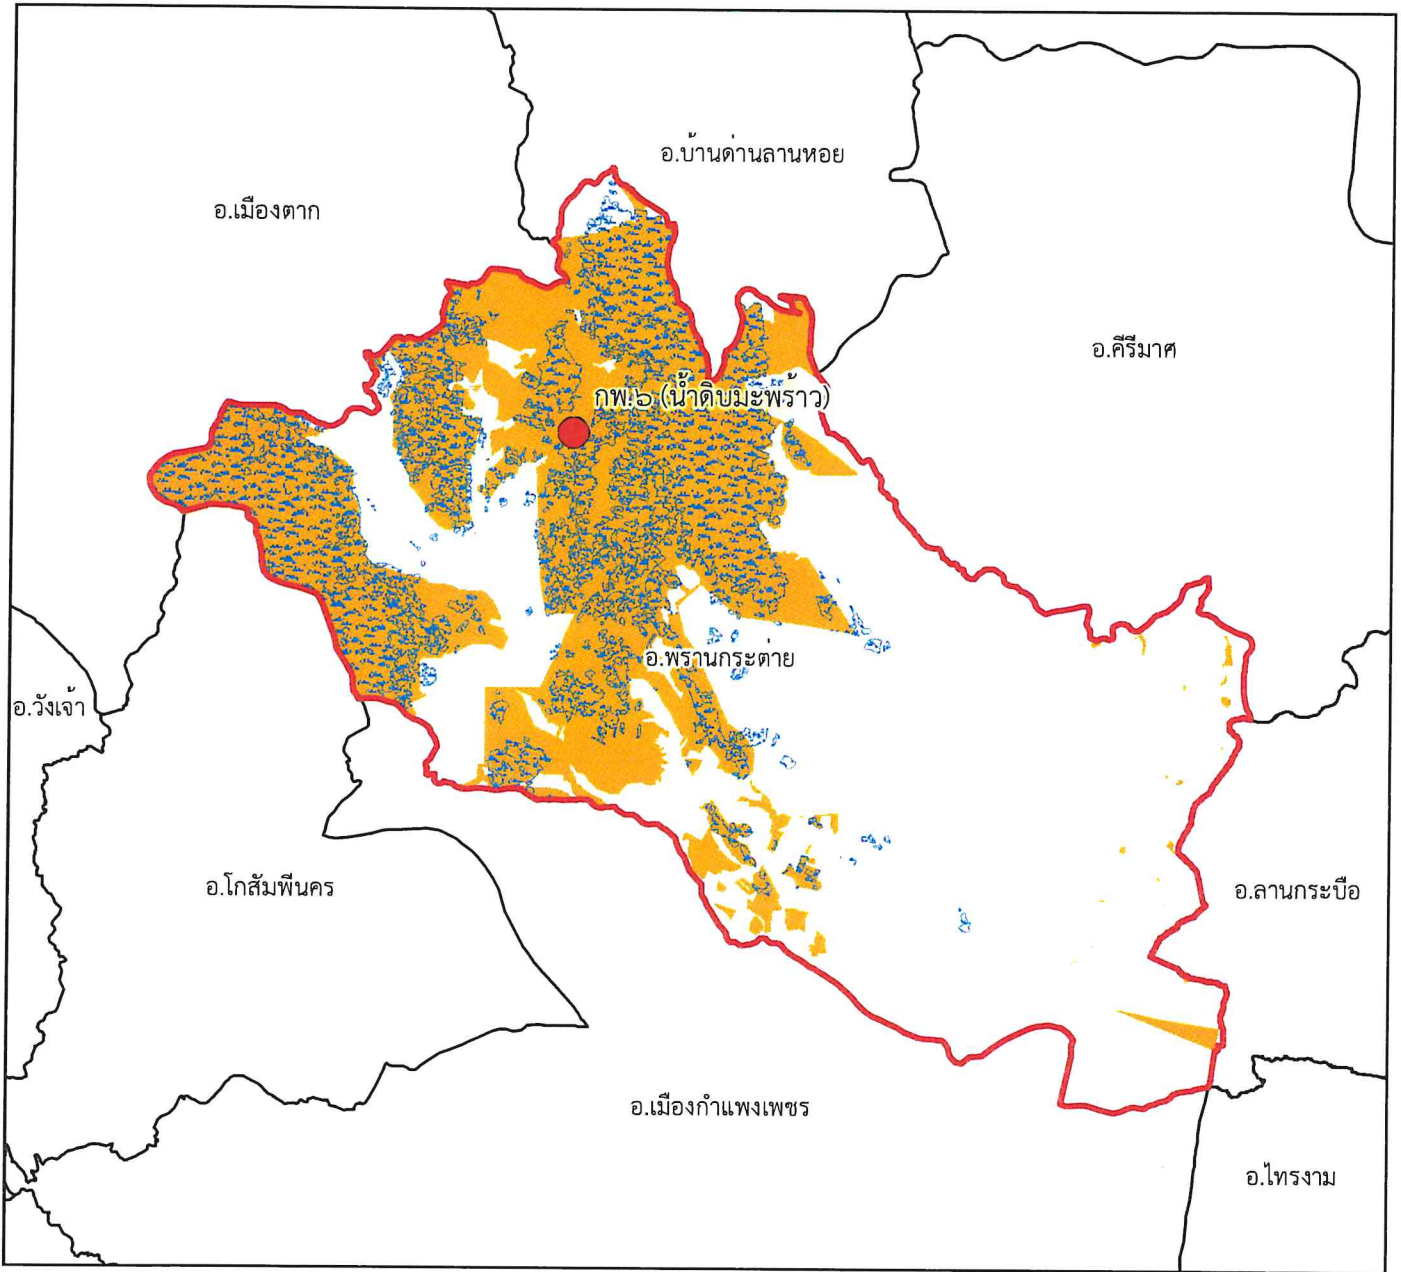 อ.บ้านด่านลานหอย
อ.เมืองตาก
อ.คีรีมาศ
กพ.๖ (น้ำดิบมะพร้าว)
อ.พรานกระต่าย
อ.วังเจ้า
อ.โกสัมพีนคร
อ.ลานกระบือ
อ.เมืองกำแพงเพชร
อ.ไทรงาม